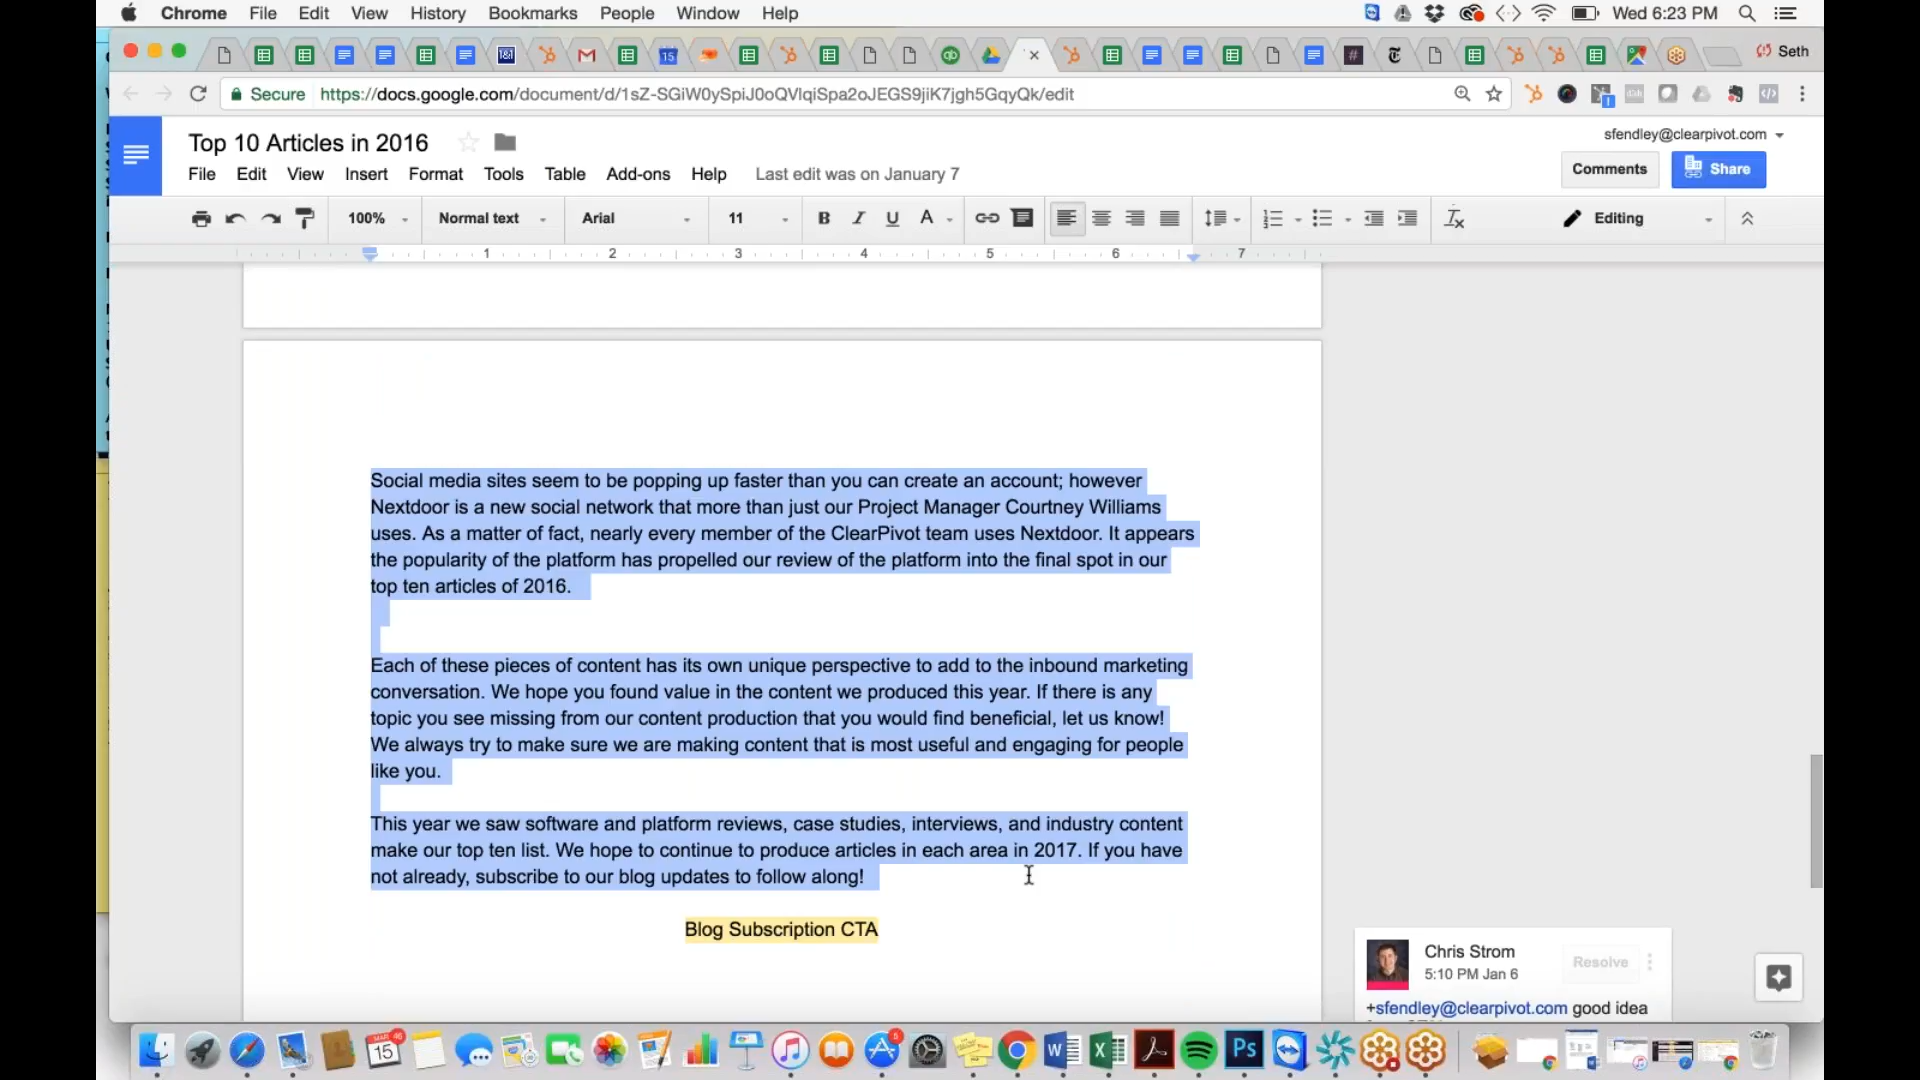 Chrome File Edit View History Bookmarks People Window Help Wed 6:23 PM
Seth
Secure https://docs.google.com/document/d/1sZ-SGiW0ySpiJ0oQVlqiSpa2oJEGS9jiK7jgh5GqyQk/edit
Top 10 Articles in 2016
sfendley@clearpivot.com
File Edit View Insert Format Tools Table Add-ons Help Last edit was on January 7
Comments Share
100% Normal text Arial 11 B I U A Editing
1 2 3 4 5 6 7
Social media sites seem to be popping up faster than you can create an account; however
Nextdoor is a new social network that more than just our Project Manager Courtney Williams
uses. As a matter of fact, nearly every member of the ClearPivot team uses Nextdoor. It appears
the popularity of the platform has propelled our review of the platform into the final spot in our
top ten articles of 2016.
Each of these pieces of content has its own unique perspective to add to the inbound marketing
conversation. We hope you found value in the content we produced this year. If there is any
topic you see missing from our content production that you would find beneficial, let us know!
We always try to make sure we are making content that is most useful and engaging for people
like you.
This year we saw software and platform reviews, case studies, interviews, and industry content
make our top ten list. We hope to continue to produce articles in each area in 2017. If you have
not already, subscribe to our blog updates to follow along!
Blog Subscription CTA
Chris Strom
Resolve
5:10 PM Jan 6
+sfendley@clearpivot.com good idea